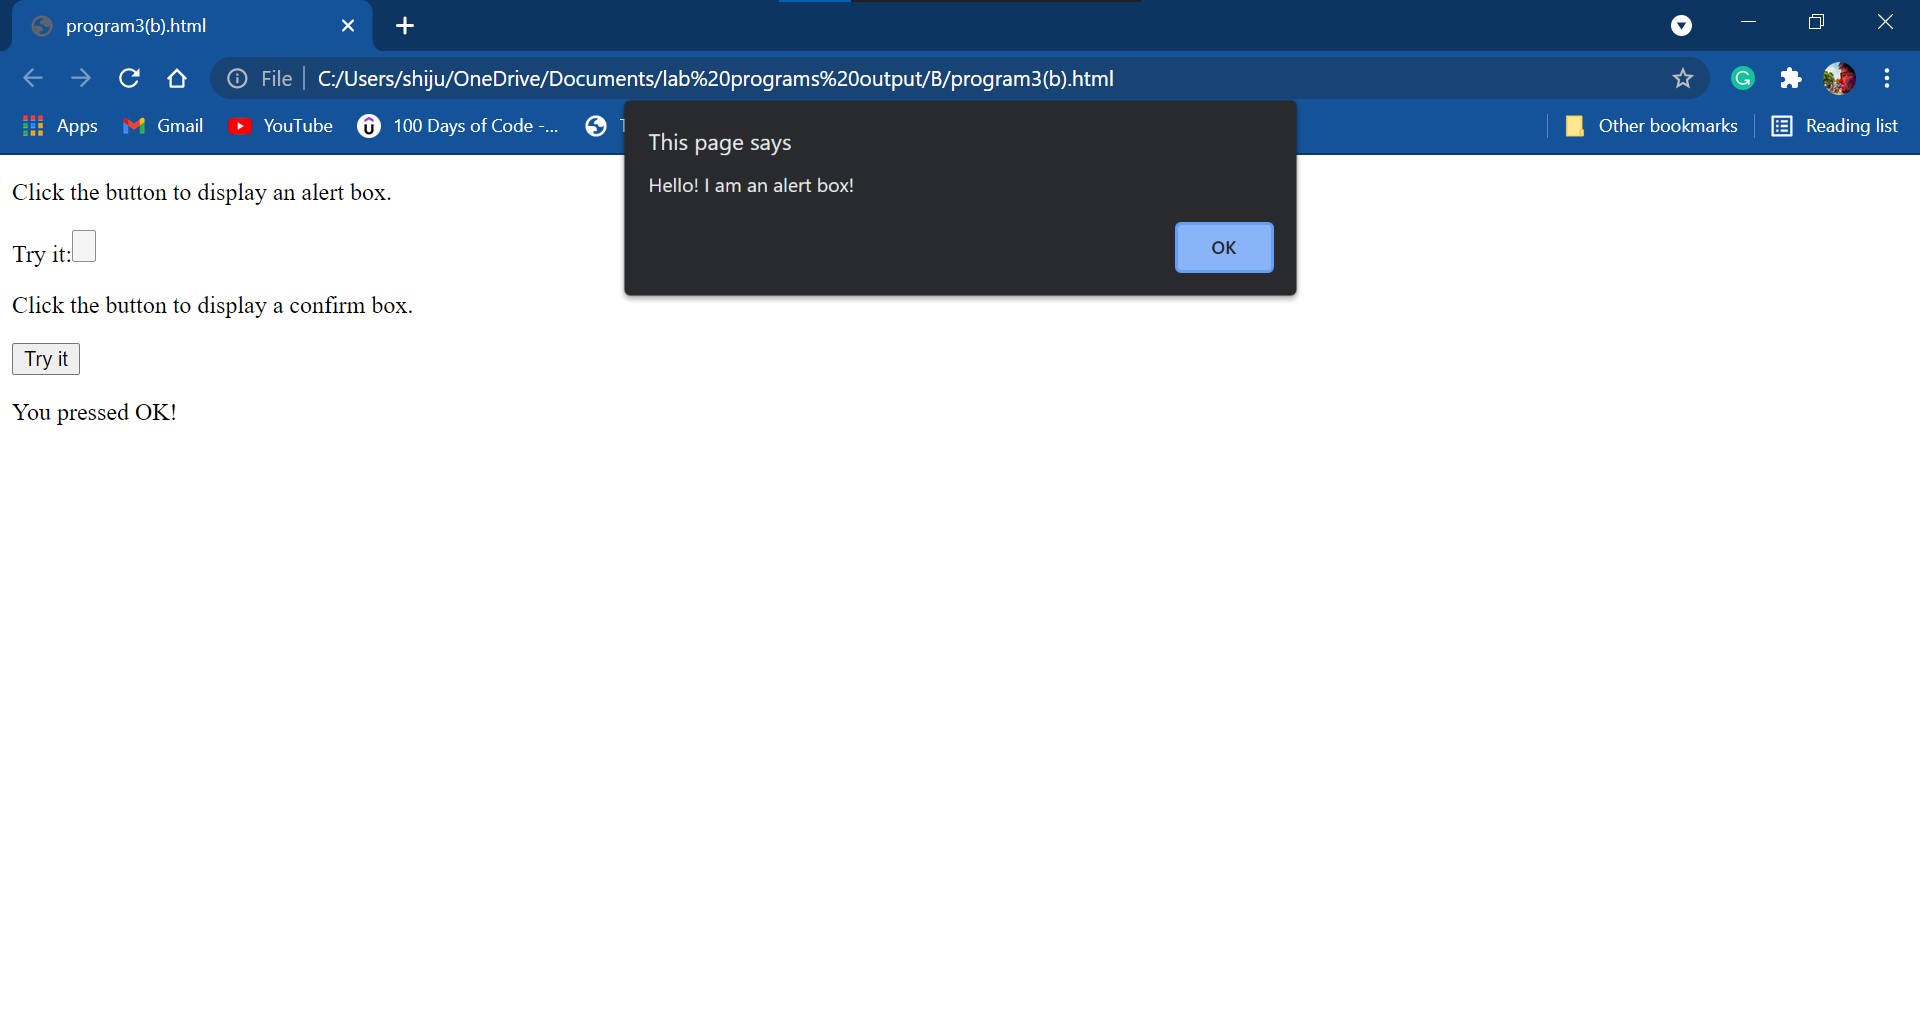 program3(b).html
File
C:/Users/shiju/OneDrive/Documents/lab%20programs%20output/B/program3(b).html
Apps
Gmail
YouTube
100 Days of Code -...
Other bookmarks
Reading list
This page says
Hello! I am an alert box!
OK
Click the button to display an alert box.
Try it:
Click the button to display a confirm box.
Try it
You pressed OK!